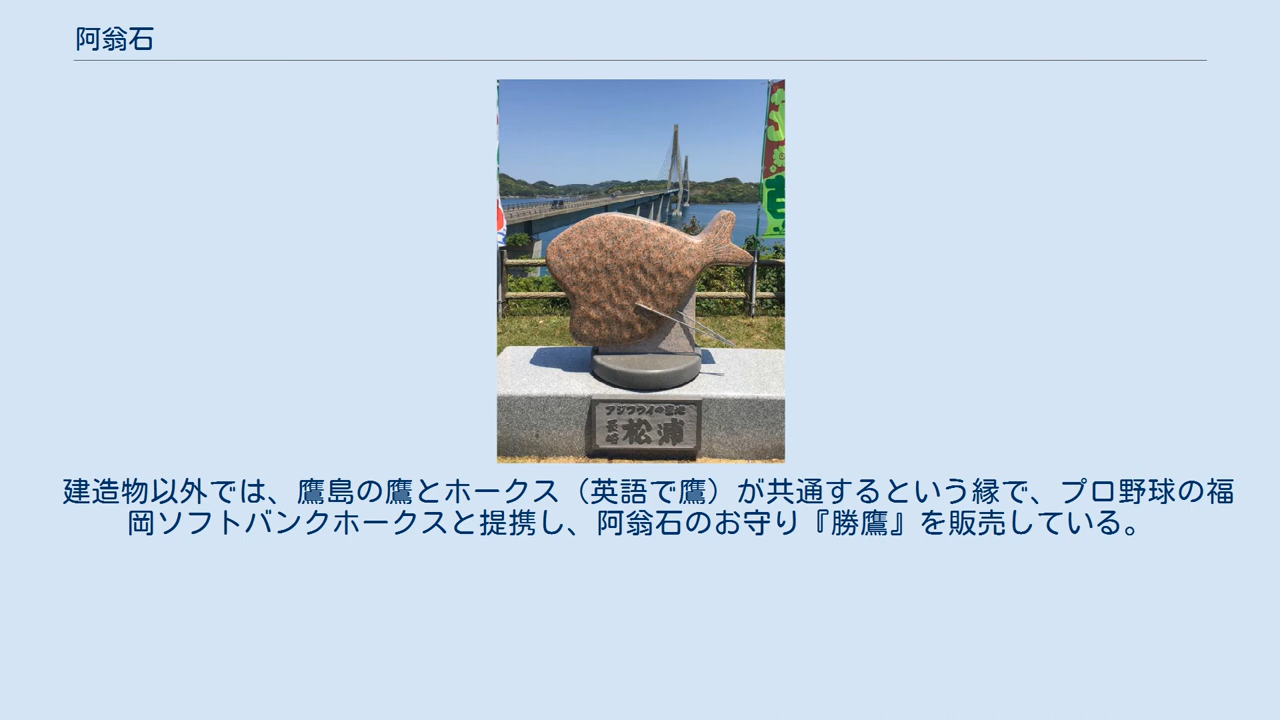 阿翁石
アジフライの聖地
長崎 松浦
建造物以外では、鷹島の鷹とホークス（英語で鷹）が共通するという縁で、プロ野球の福
岡ソフトバンクホークスと提携し、阿翁石のお守り『勝鷹』を販売している。